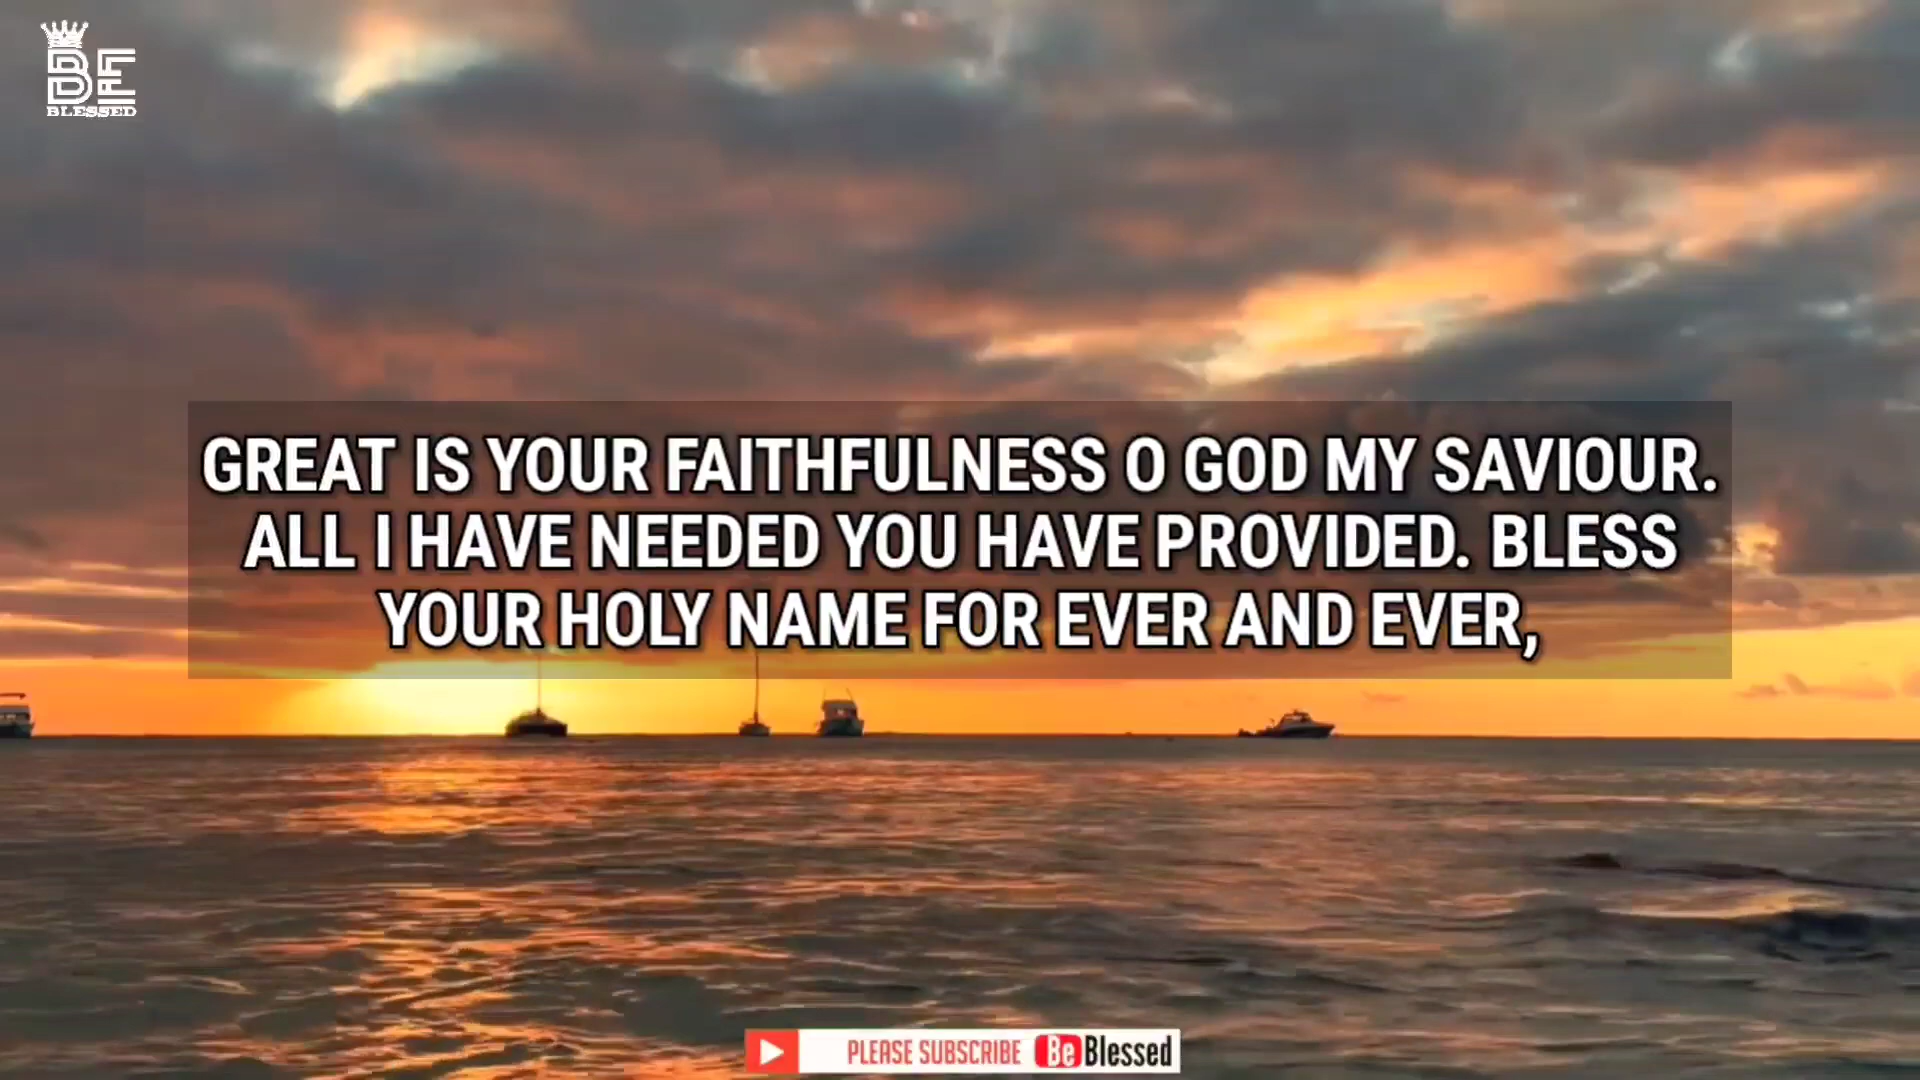 BE
BLESSED
GREAT IS YOUR FAITHFULNESS O GOD MY SAVIOUR.
ALL I HAVE NEEDED YOU HAVE PROVIDED. BLESS
YOUR HOLY NAME FOR EVER AND EVER,
PLEASE SUBSCRIBE Be Blessed